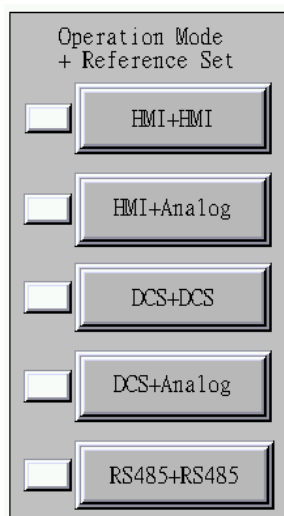 Operation Mode
+ Reference Set
HMI+HMI
HMI+Analog
DCS+DCS
DCS+Analog
RS485+RS485